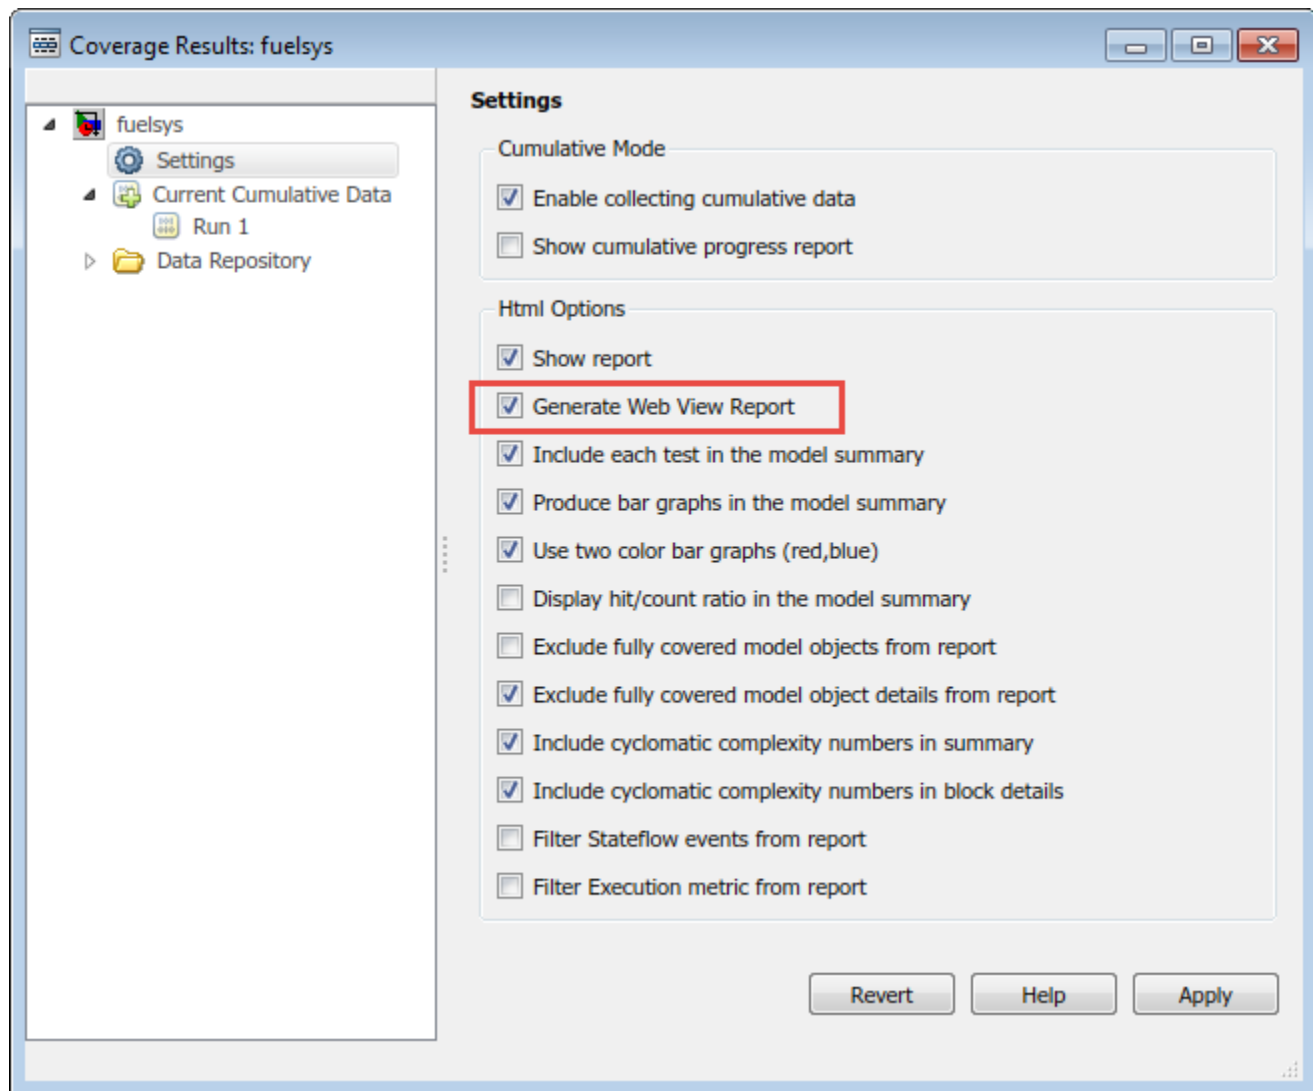 Coverage Results: fuelsys
fuelsys
Settings
Current Cumulative Data
Run 1
Data Repository
Settings
Cumulative Mode
Enable collecting cumulative data
Show cumulative progress report
Html Options
Show report
Generate Web View Report
Include each test in the model summary
Produce bar graphs in the model summary
Use two color bar graphs (red,blue)
Display hit/count ratio in the model summary
Exclude fully covered model objects from report
Exclude fully covered model object details from report
Include cyclomatic complexity numbers in summary
Include cyclomatic complexity numbers in block details
Filter Stateflow events from report
Filter Execution metric from report
Revert Help Apply